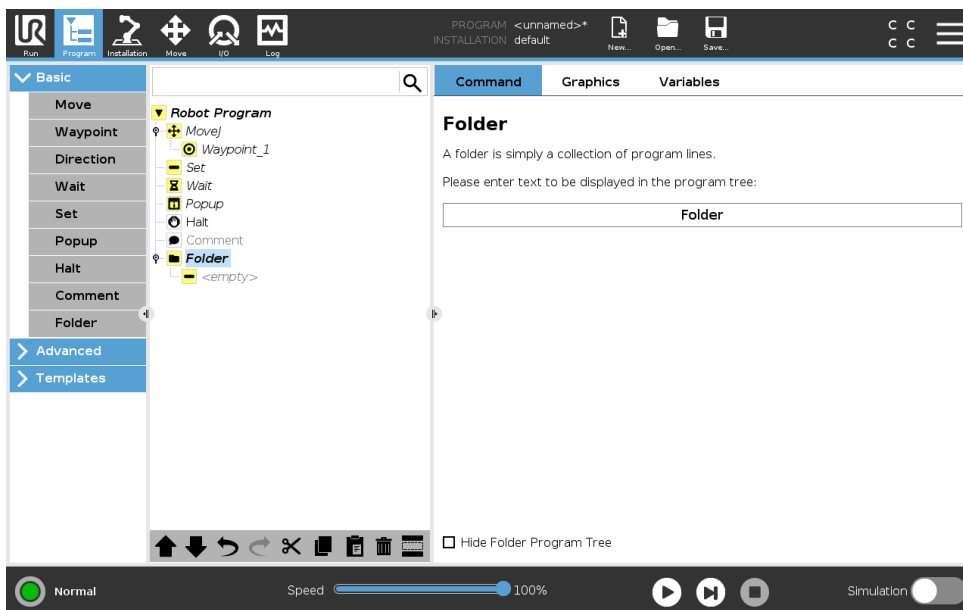 UR
Run
Program
Installation
Move
I/O
Log
PROGRAM <unnamed>*
INSTALLATION default
New...
Open...
Save...
C C
C C
Basic
Move
Waypoint
Direction
Wait
Set
Popup
Halt
Comment
Folder
Advanced
Templates
Robot Program
MoveJ
Waypoint_1
Set
Wait
Popup
Halt
Comment
Folder
<empty>
Command Graphics Variables
Folder
A folder is simply a collection of program lines.
Please enter text to be displayed in the program tree:
Folder
Hide Folder Program Tree
Normal
Speed 100%
Simulation